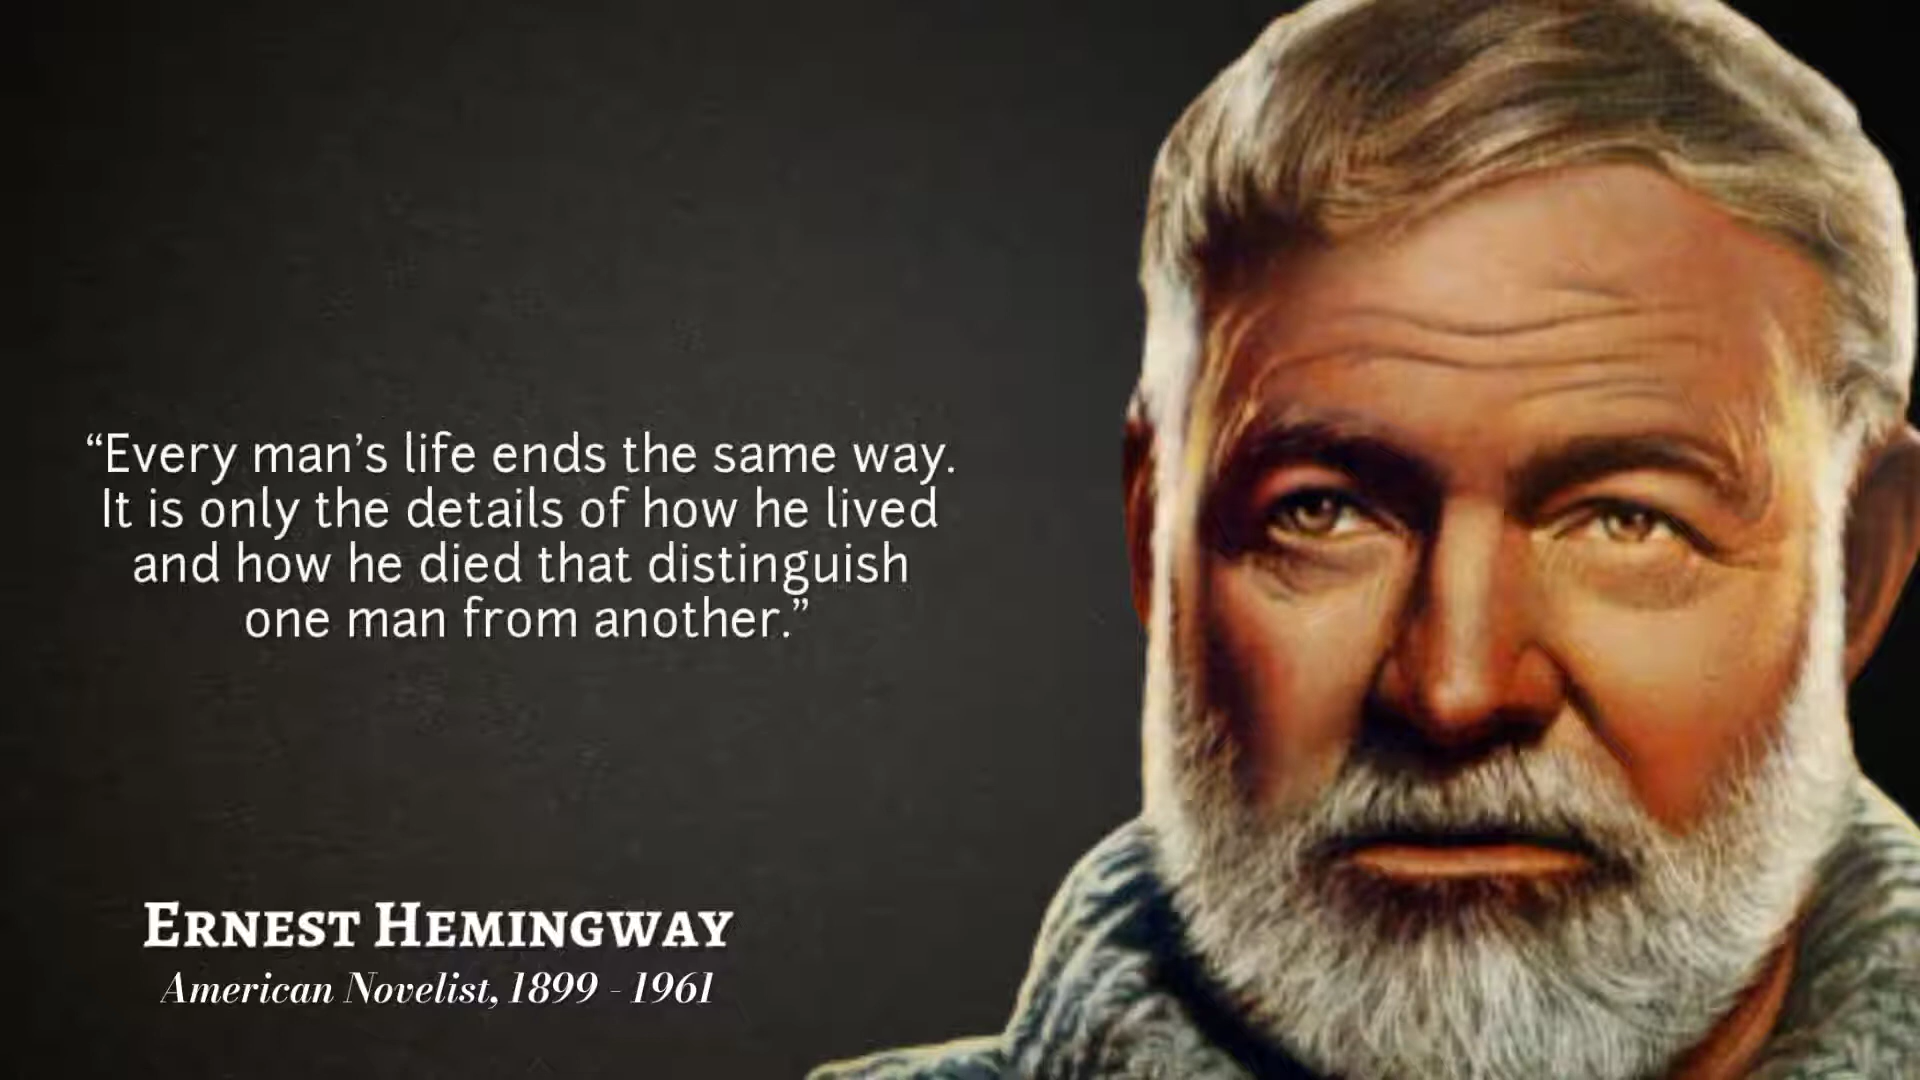 “Every man’s life ends the same way.
It is only the details of how he lived
and how he died that distinguish
one man from another.”
Ernest Hemingway
American Novelist, 1899 - 1961